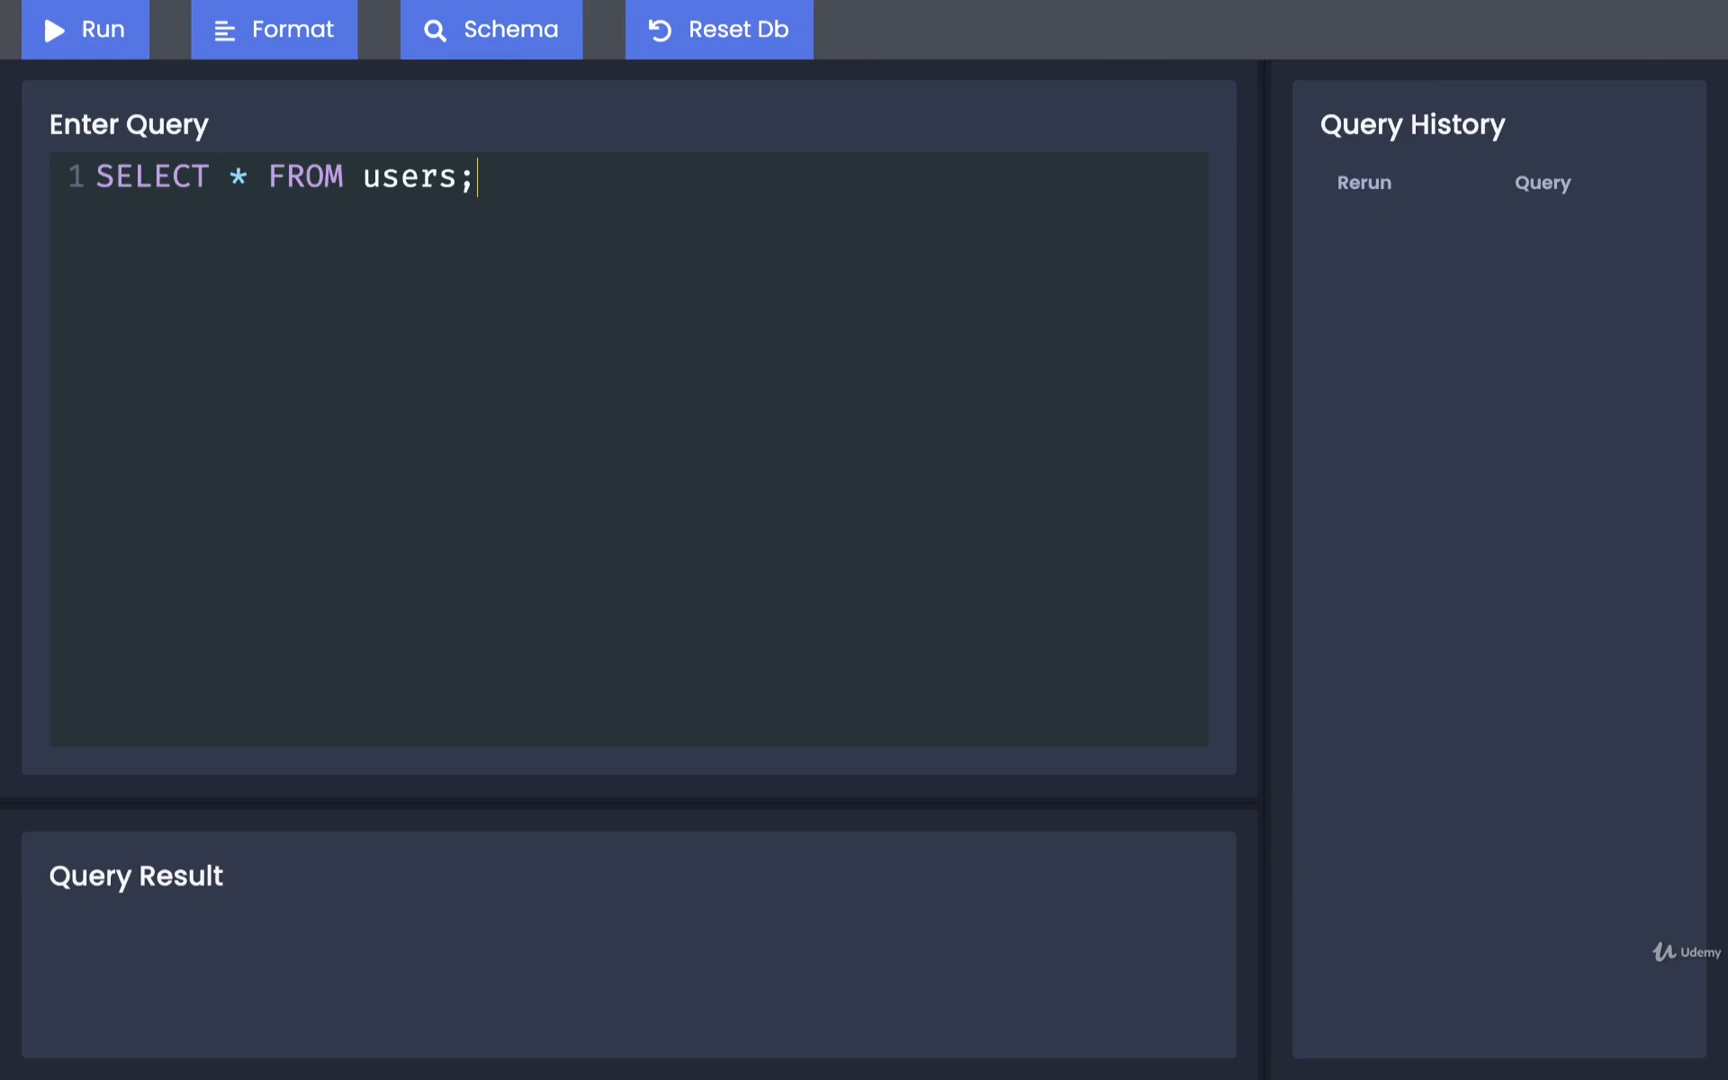 Run
Format
Schema
Reset Db
Enter Query
1 SELECT * FROM users;
Query History
Rerun Query
Query Result
Udemy